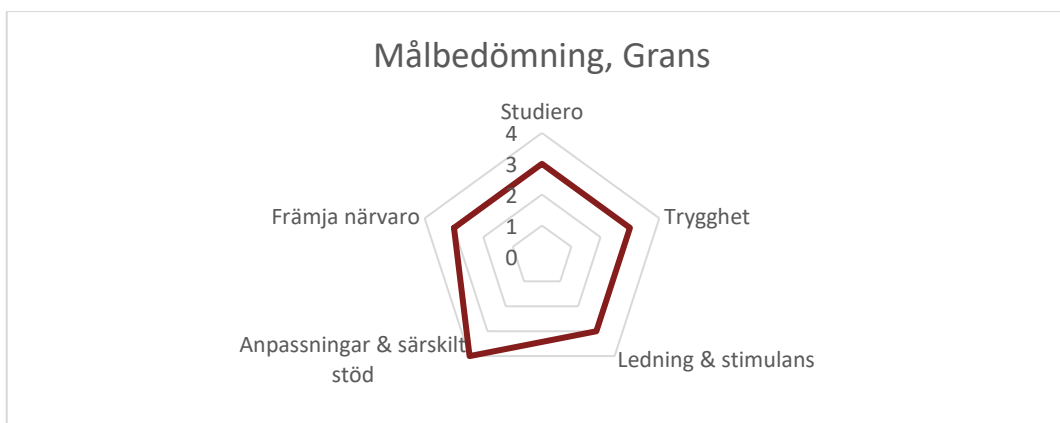 Målbedömning, Grans
Studiero
4
3
2
1
0
Trygghet
Ledning & stimulans
Anpassningar & särskilt
stöd
Främja närvaro